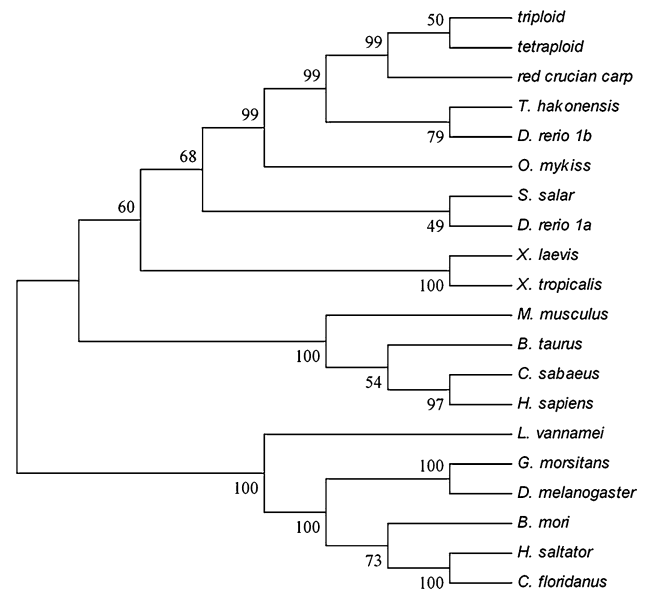 50
triploid
tetraploid
99
red crucian carp
99
T. hakonensis
79
D. rerio 1b
99
O. mykiss
68
S. salar
49
D. rerio 1a
60
X. laevis
100
X. tropicalis
M. musculus
100
B. taurus
54
C. sabaeus
97
H. sapiens
L. vannamei
100
100
G. morsitans
D. melanogaster
100
B. mori
73
H. saltator
100
C. floridanus